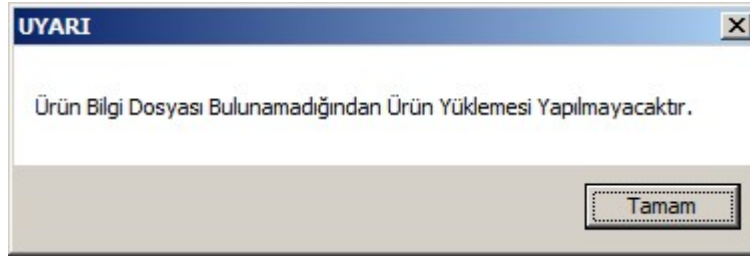 UYARI
Ürün Bilgi Dosyası Bulunamadığından Ürün Yüklemesi Yapılmayacaktır.
Tamam